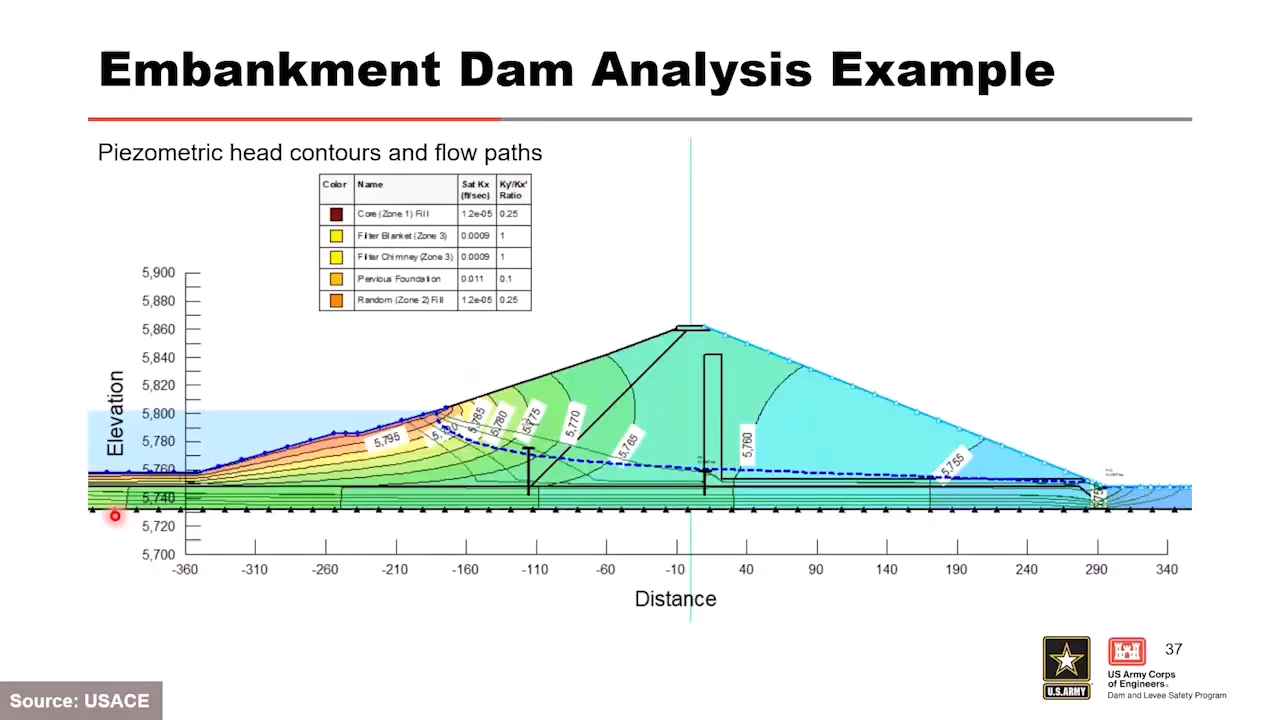 Embankment Dam Analysis Example
Piezometric head contours and flow paths
Color Name Sat Kx (ft/sec) Ky'/Kx' Ratio
Core (Zone 1) Fill 1.2e-05 0.25
Filter Blanket (Zone 3) 0.0009 1
Filter Chimney (Zone 3) 0.0009 1
Pervious Foundation 0.011 0.1
Random (Zone 2) Fill 1.2e-05 0.25
Elevation
5,900
5,880
5,860
5,840
5,820
5,800
5,780
5,760
5,740
5,720
5,700
5,795
5,785
5,780
5,775
5,770
5,765
5,760
5,755
-360 -310 -260 -210 -160 -110 -60 -10 40 90 140 190 240 290 340
Distance
U.S.ARMY
US Army Corps
of Engineers®
Dam and Levee Safety Program
37
Source: USACE